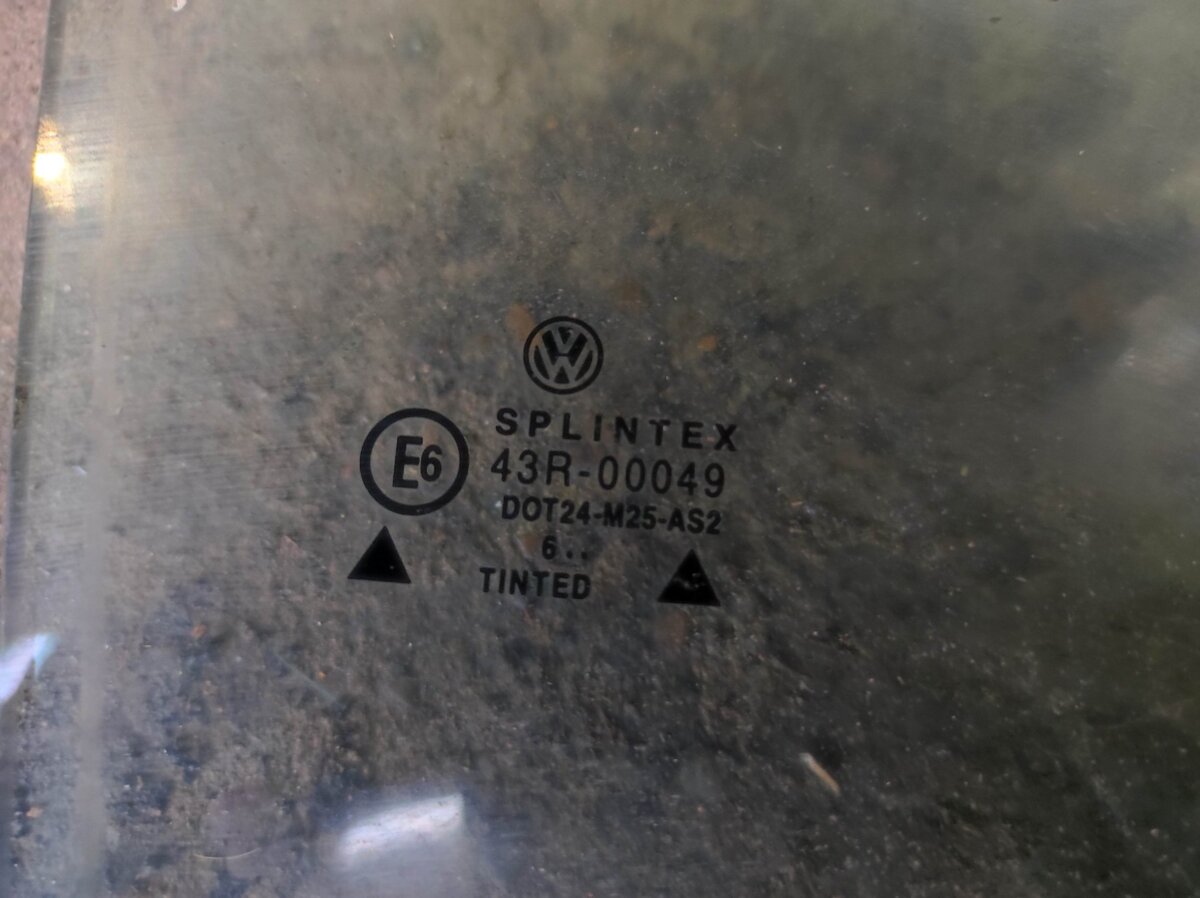 VW
SPLINTEX
E6
43R-00049
DOT24-M25-AS2
6..
TINTED